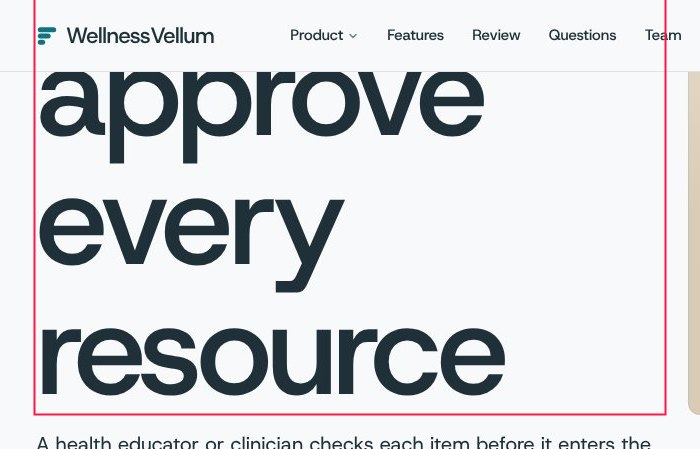 WellnessVellum Product Features Review Questions Team
approve
every
resource
A health educator or clinician checks each item before it enters the